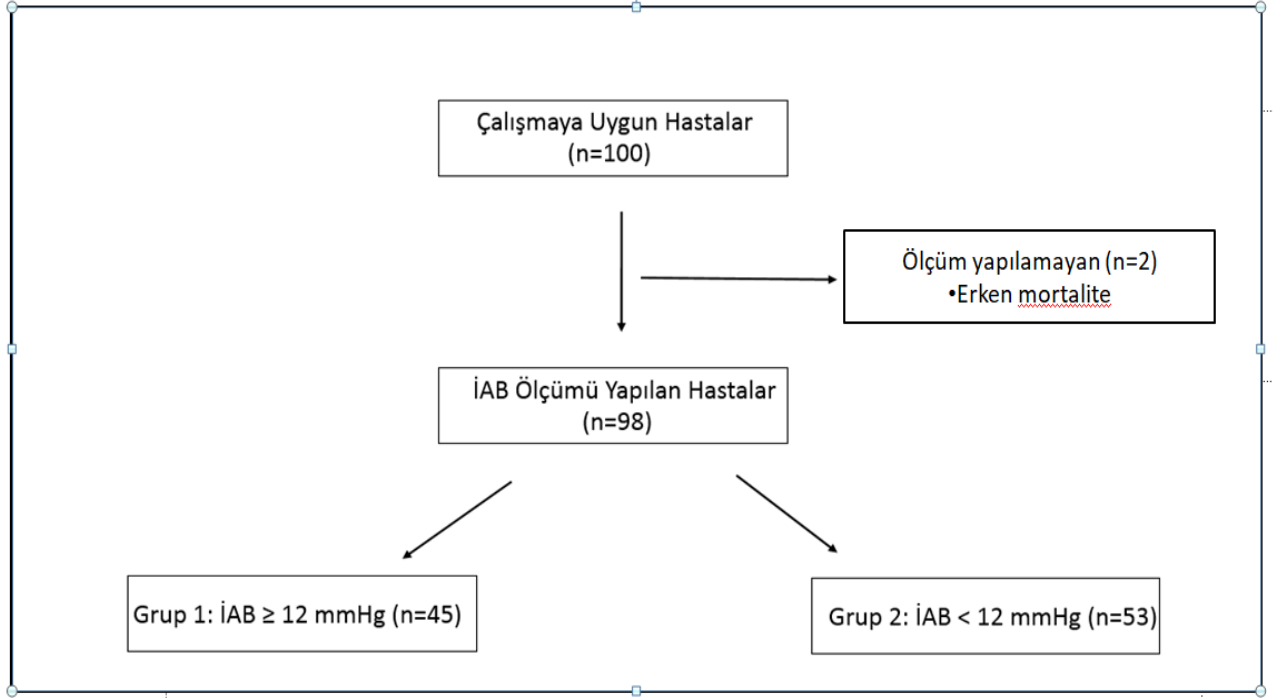 Çalışmaya Uygun Hastalar
(n=100)
Ölçüm yapılamayan (n=2)
•Erken mortalite
İAB Ölçümü Yapılan Hastalar
(n=98)
Grup 1: İAB ≥ 12 mmHg (n=45)
Grup 2: İAB < 12 mmHg (n=53)